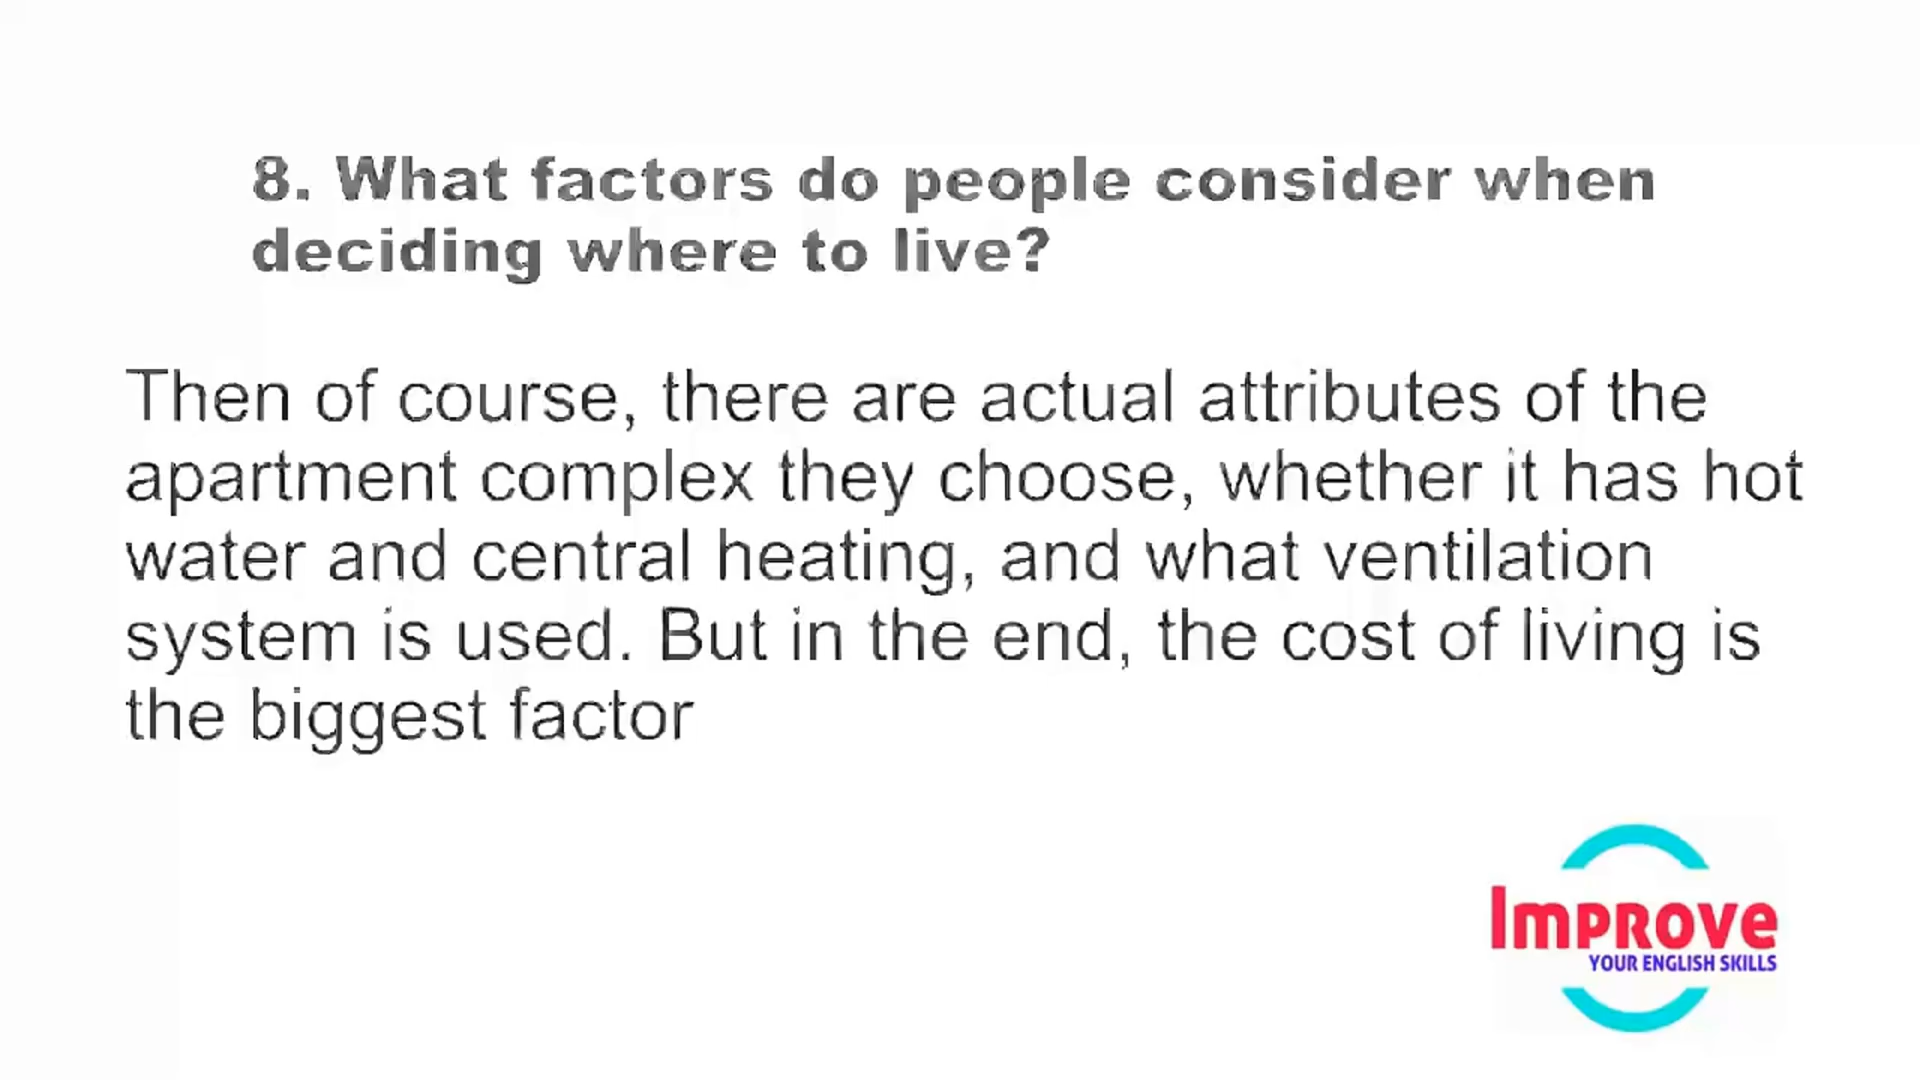 8. What factors do people consider when
deciding where to live?
Then of course, there are actual attributes of the
apartment complex they choose, whether it has hot
water and central heating, and what ventilation
system is used. But in the end, the cost of living is
the biggest factor
Improve
YOUR ENGLISH SKILLS